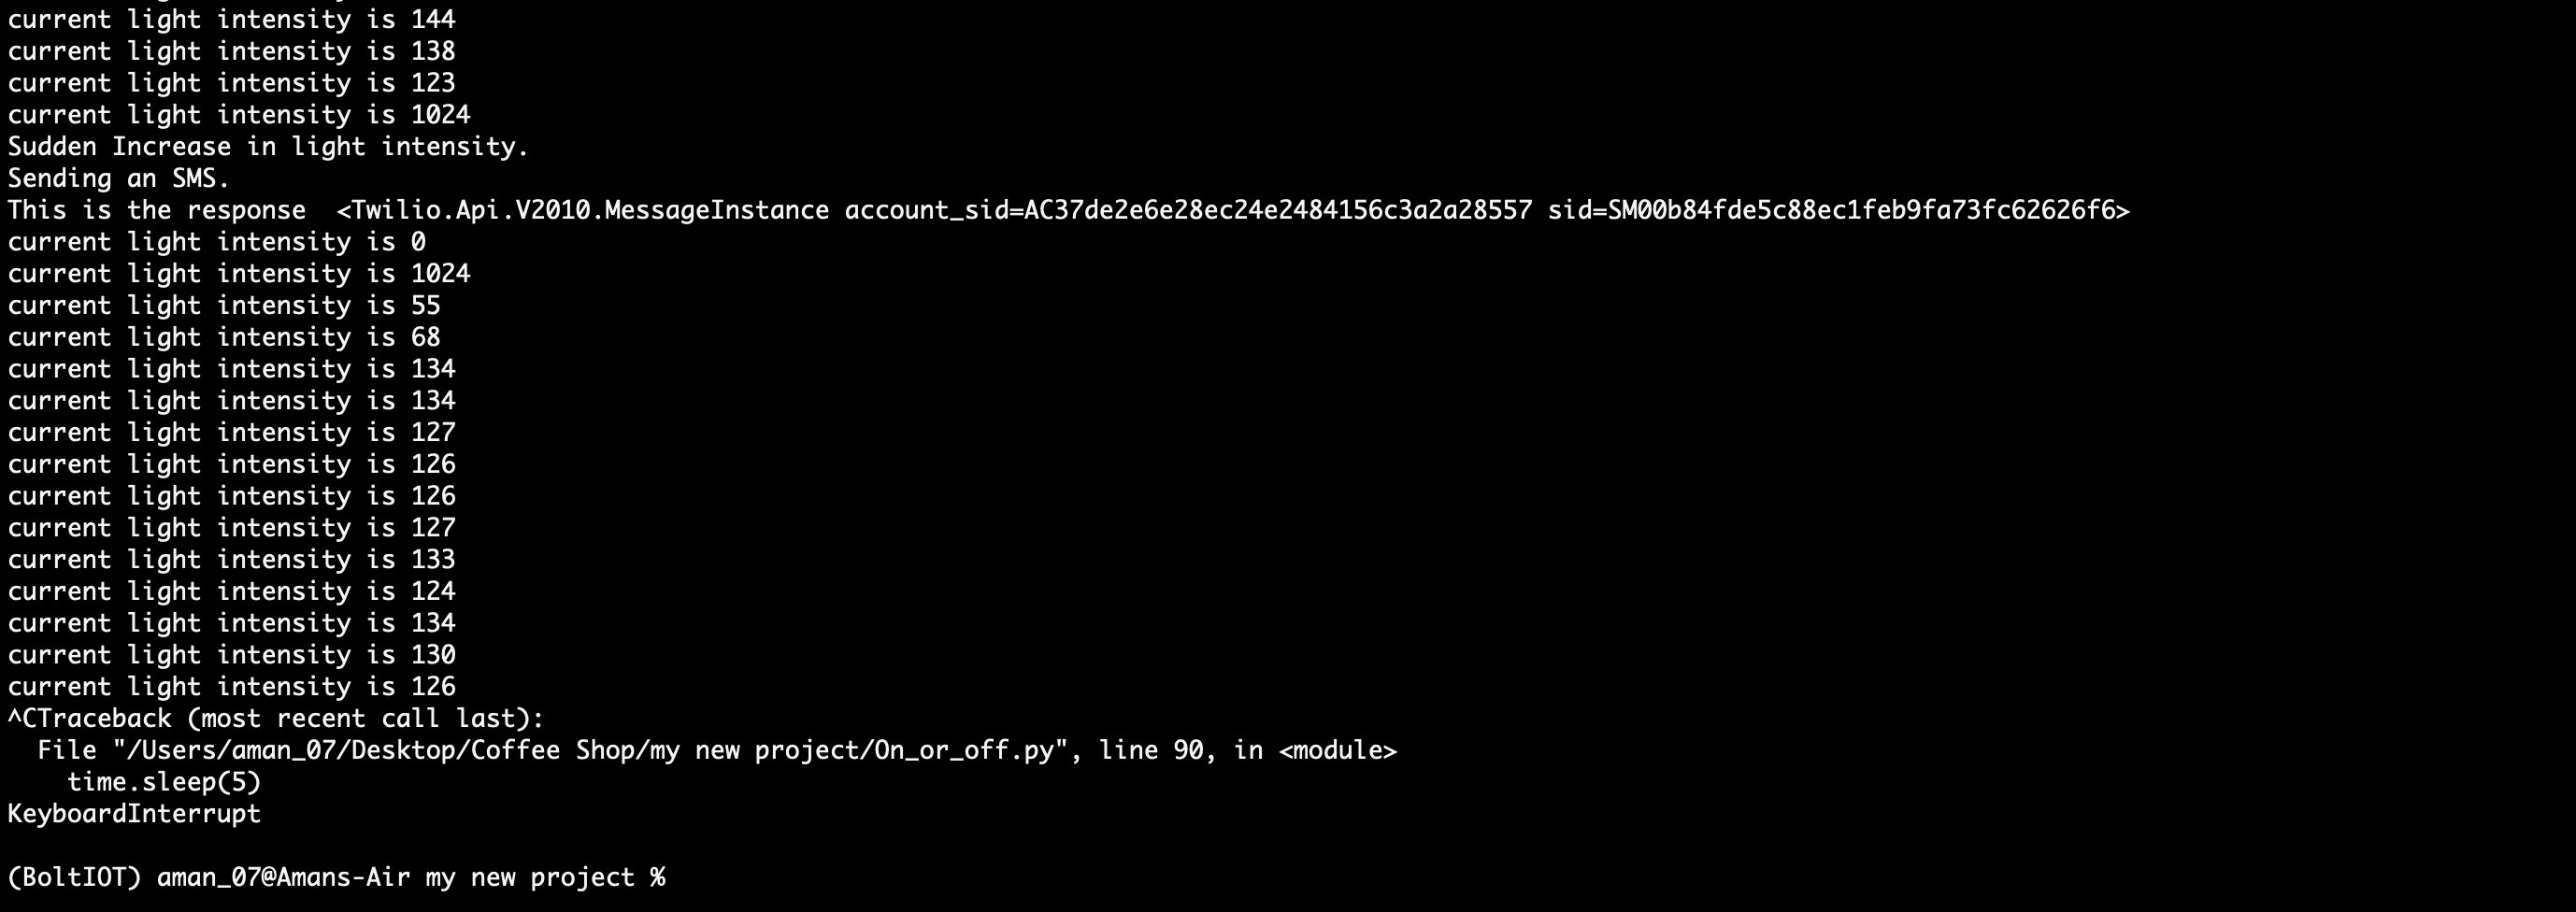 current light intensity is 144
current light intensity is 138
current light intensity is 123
current light intensity is 1024
Sudden Increase in light intensity.
Sending an SMS.
This is the response  <Twilio.Api.V2010.MessageInstance account_sid=AC37de2e6e28ec24e2484156c3a2a28557 sid=SM00b84fde5c88ec1feb9fa73fc62626f6>
current light intensity is 0
current light intensity is 1024
current light intensity is 55
current light intensity is 68
current light intensity is 134
current light intensity is 134
current light intensity is 127
current light intensity is 126
current light intensity is 126
current light intensity is 127
current light intensity is 133
current light intensity is 124
current light intensity is 134
current light intensity is 130
current light intensity is 126
^CTraceback (most recent call last):
  File "/Users/aman_07/Desktop/Coffee Shop/my new project/On_or_off.py", line 90, in <module>
    time.sleep(5)
KeyboardInterrupt

(BoltIOT) aman_07@Amans-Air my new project %